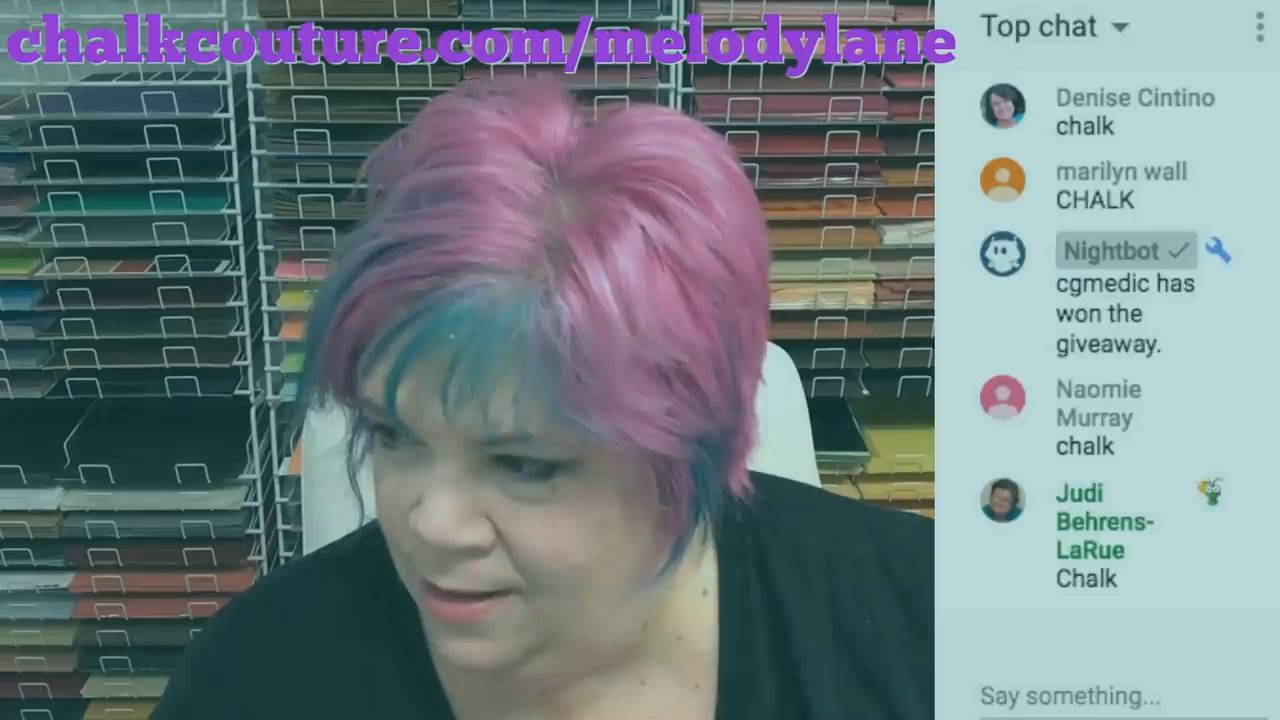 chalkcouture.com/melodylane
Top chat
Denise Cintino
chalk
marilyn wall
CHALK
Nightbot
cgmedic has
won the
giveaway.
Naomie
Murray
chalk
Judi
Behrens-
LaRue
Chalk
Say something...